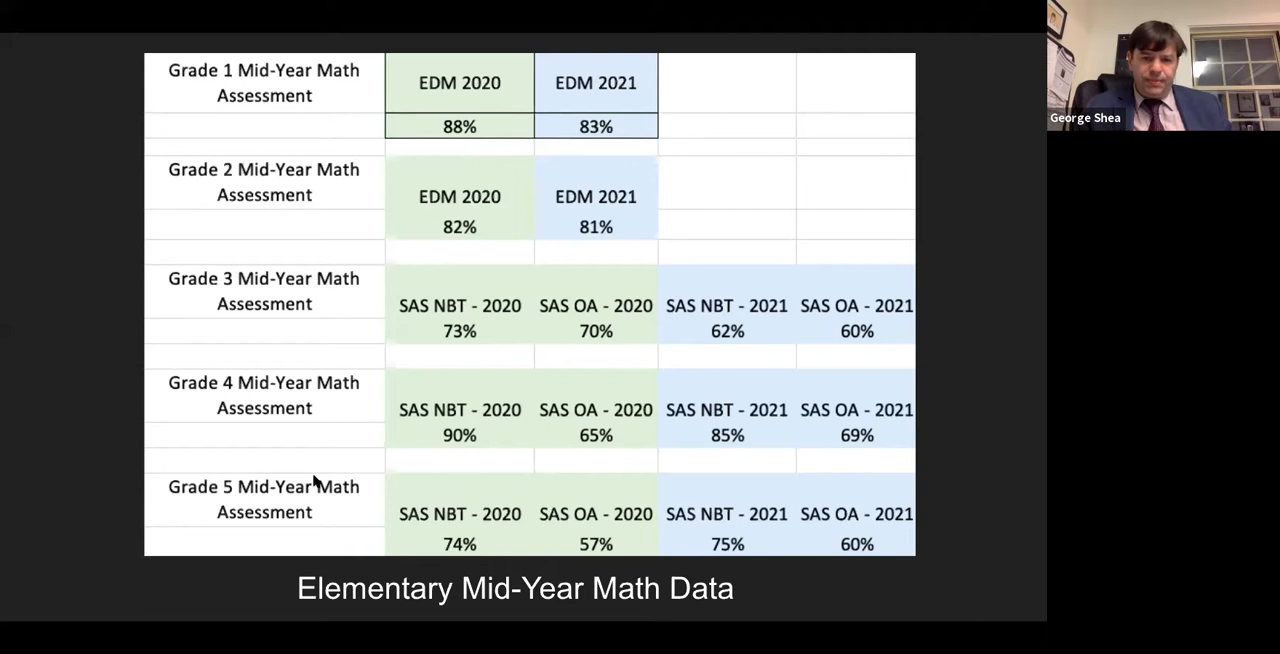 Grade 1 Mid-Year Math
Assessment
EDM 2020
EDM 2021
88%
83%
Grade 2 Mid-Year Math
Assessment
EDM 2020
EDM 2021
82%
81%
Grade 3 Mid-Year Math
Assessment
SAS NBT - 2020
SAS OA - 2020
SAS NBT - 2021
SAS OA - 2021
73%
70%
62%
60%
Grade 4 Mid-Year Math
Assessment
SAS NBT - 2020
SAS OA - 2020
SAS NBT - 2021
SAS OA - 2021
90%
65%
85%
69%
Grade 5 Mid-Year Math
Assessment
SAS NBT - 2020
SAS OA - 2020
SAS NBT - 2021
SAS OA - 2021
74%
57%
75%
60%
Elementary Mid-Year Math Data
George Shea